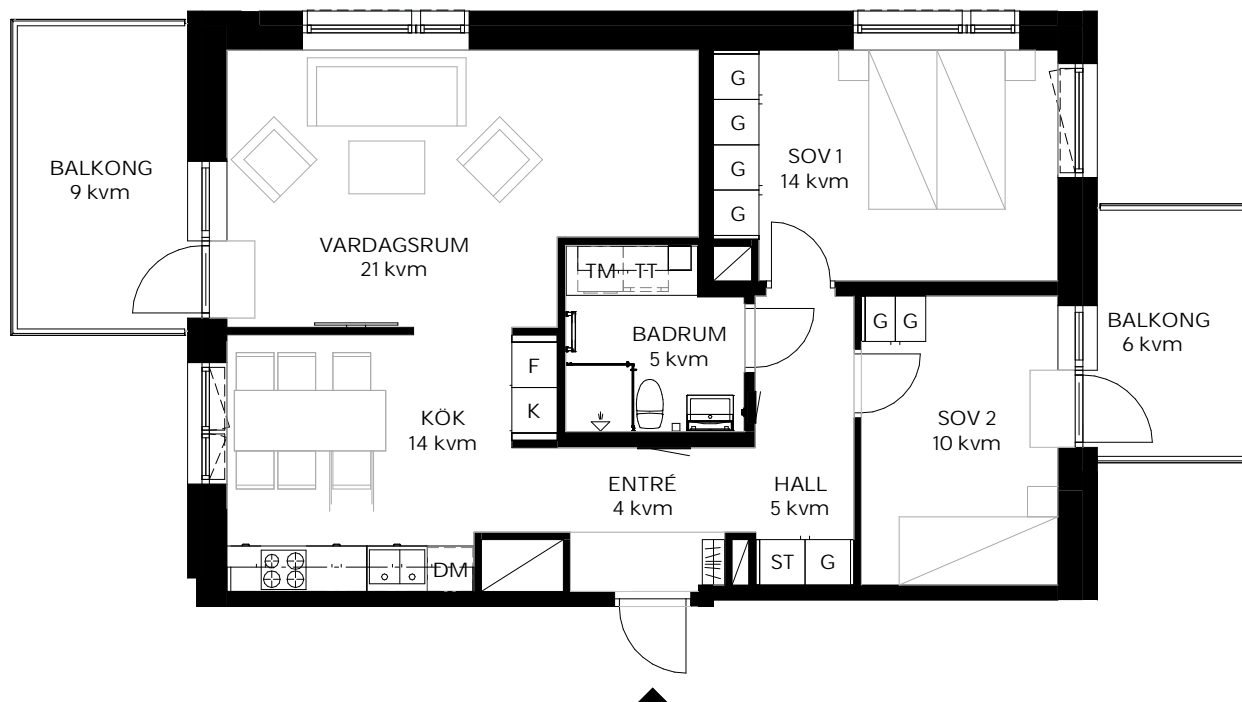 BALKONG
9 kvm
VARDAGSRUM
21 kvm
G
G
G
G
SOV 1
14 kvm
TM TT
BADRUM
5 kvm
G G
BALKONG
6 kvm
F
K
KÖK
14 kvm
SOV 2
10 kvm
ENTRÉ
4 kvm
HALL
5 kvm
DM
ST G